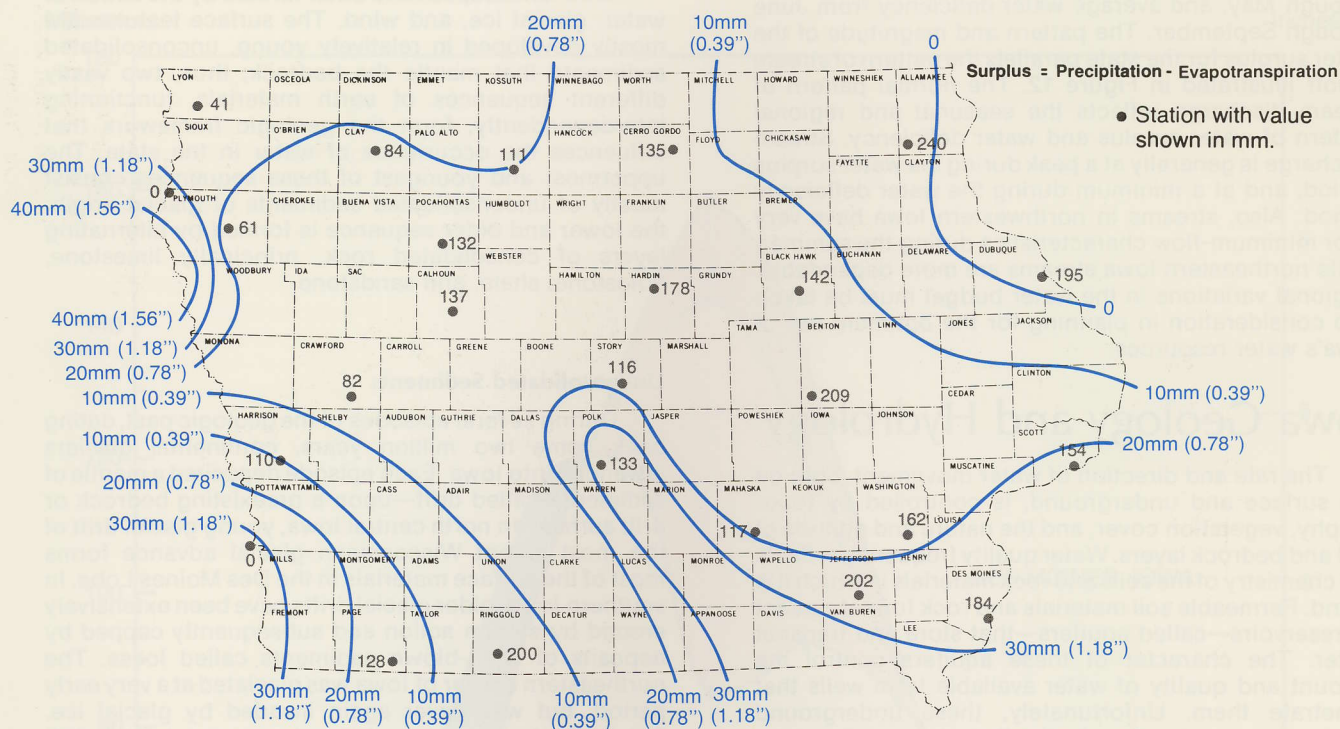 20mm
(0.78”)
10mm
(0.39”)
0
Surplus = Precipitation - Evapotranspiration
Station with value
shown in mm.
LYON
OSCEOLA
DICKINSON
EMMET
KOSSUTH
WINNEBAGO
WORTH
MITCHELL
HOWARD
WINNESHIEK
ALLAMAKEE
41
SIOUX
O'BRIEN
CLAY
PALO ALTO
HANCOCK
CERRO GORDO
FLOYD
CHICKASAW
84
111
135
240
FAYETTE
CLAYTON
30mm (1.18”)
0
PLYMOUTH
CHEROKEE
BUENA VISTA
POCAHONTAS
HUMBOLDT
WRIGHT
FRANKLIN
BUTLER
BREMER
40mm (1.56”)
61
132
WEBSTER
BLACK HAWK
BUCHANAN
DELAWARE
DUBUQUE
WOODBURY
IDA
SAC
CALHOUN
HAMILTON
HARDIN
GRUNDY
195
178
142
137
0
40mm (1.56”)
TAMA
BENTON
LINN
JONES
JACKSON
30mm (1.18”)
MONONA
CRAWFORD
CARROLL
GREENE
BOONE
STORY
MARSHALL
20mm (0.78”)
CLINTON
116
10mm (0.39”)
10mm (0.39”)
82
209
CEDAR
HARRISON
SHELBY
AUDUBON
GUTHRIE
DALLAS
POLK
JASPER
POWESHIEK
IOWA
JOHNSON
SCOTT
10mm (0.39”)
20mm (0.78”)
110
133
154
MUSCATINE
20mm (0.78”)
POTTAWATTAMIE
CASS
ADAIR
MADISON
WARREN
MARION
MAHASKA
KEOKUK
WASHINGTON
LOUISA
30mm (1.18”)
117
162
0
MILLS
MONTGOMERY
ADAMS
UNION
CLARKE
LUCAS
MONROE
WAPELLO
JEFFERSON
HENRY
DES MOINES
202
FREMONT
PAGE
TAYLOR
RINGGOLD
DECATUR
WAYNE
APPANOOSE
DAVIS
VAN BUREN
184
LEE
128
200
30mm (1.18”)
30mm
(1.18”)
20mm
(0.78”)
10mm
(0.39”)
10mm
(0.39”)
20mm
(0.78”)
30mm
(1.18”)